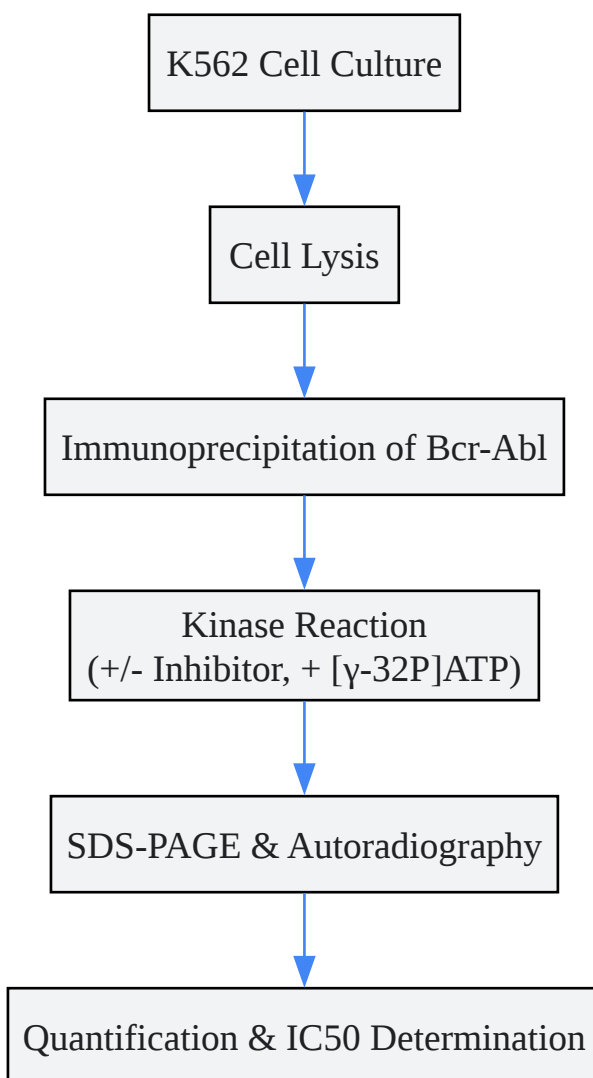 K562 Cell Culture
Cell Lysis
Immunoprecipitation of Bcr-Abl
Kinase Reaction
(+/- Inhibitor, + [γ-32P]ATP)
SDS-PAGE & Autoradiography
Quantification & IC50 Determination